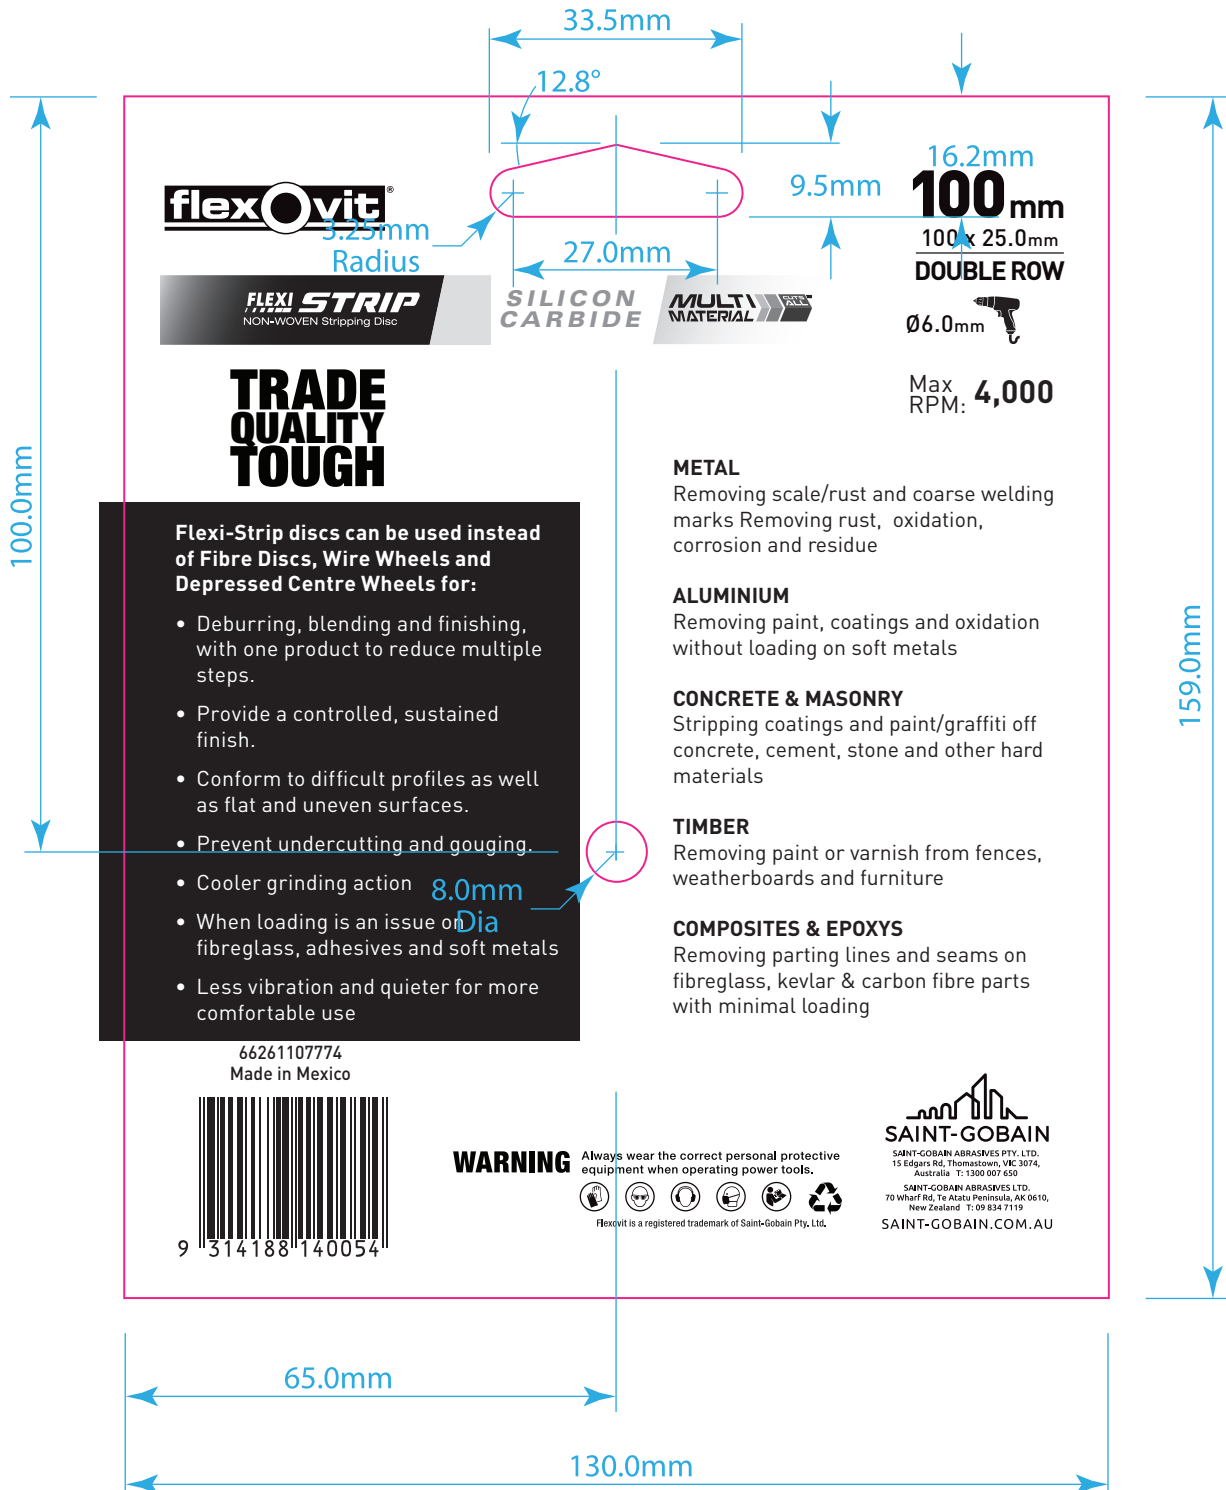 33.5mm
12.8°
16.2mm
9.5mm
flexOvit®
3.25mm
Radius
27.0mm
100 mm
100 x 25.0mm
DOUBLE ROW
FLEXI STRIP
NON-WOVEN Stripping Disc
SILICON
CARBIDE
MULTI
MATERIAL
CUTS
ALL
Ø6.0mm
Max
RPM: 4,000
TRADE
QUALITY
TOUGH
100.0mm
159.0mm
Flexi-Strip discs can be used instead
of Fibre Discs, Wire Wheels and
Depressed Centre Wheels for:
• Deburring, blending and finishing,
with one product to reduce multiple
steps.
• Provide a controlled, sustained
finish.
• Conform to difficult profiles as well
as flat and uneven surfaces.
• Prevent undercutting and gouging.
• Cooler grinding action
• When loading is an issue on
fibreglass, adhesives and soft metals
• Less vibration and quieter for more
comfortable use
8.0mm
Dia
METAL
Removing scale/rust and coarse welding
marks Removing rust, oxidation,
corrosion and residue
ALUMINIUM
Removing paint, coatings and oxidation
without loading on soft metals
CONCRETE & MASONRY
Stripping coatings and paint/graffiti off
concrete, cement, stone and other hard
materials
TIMBER
Removing paint or varnish from fences,
weatherboards and furniture
COMPOSITES & EPOXYS
Removing parting lines and seams on
fibreglass, kevlar & carbon fibre parts
with minimal loading
66261107774
Made in Mexico
9 314188 140054
WARNING
Always wear the correct personal protective
equipment when operating power tools.
Flexovit is a registered trademark of Saint-Gobain Pty. Ltd.
SAINT-GOBAIN
SAINT-GOBAIN ABRASIVES PTY. LTD.
15 Edgars Rd, Thomastown, VIC 3074,
Australia T: 1300 007 650
SAINT-GOBAIN ABRASIVES LTD.
70 Wharf Rd, Te Atatu Peninsula, AK 0610,
New Zealand T: 09 834 7119
SAINT-GOBAIN.COM.AU
65.0mm
130.0mm